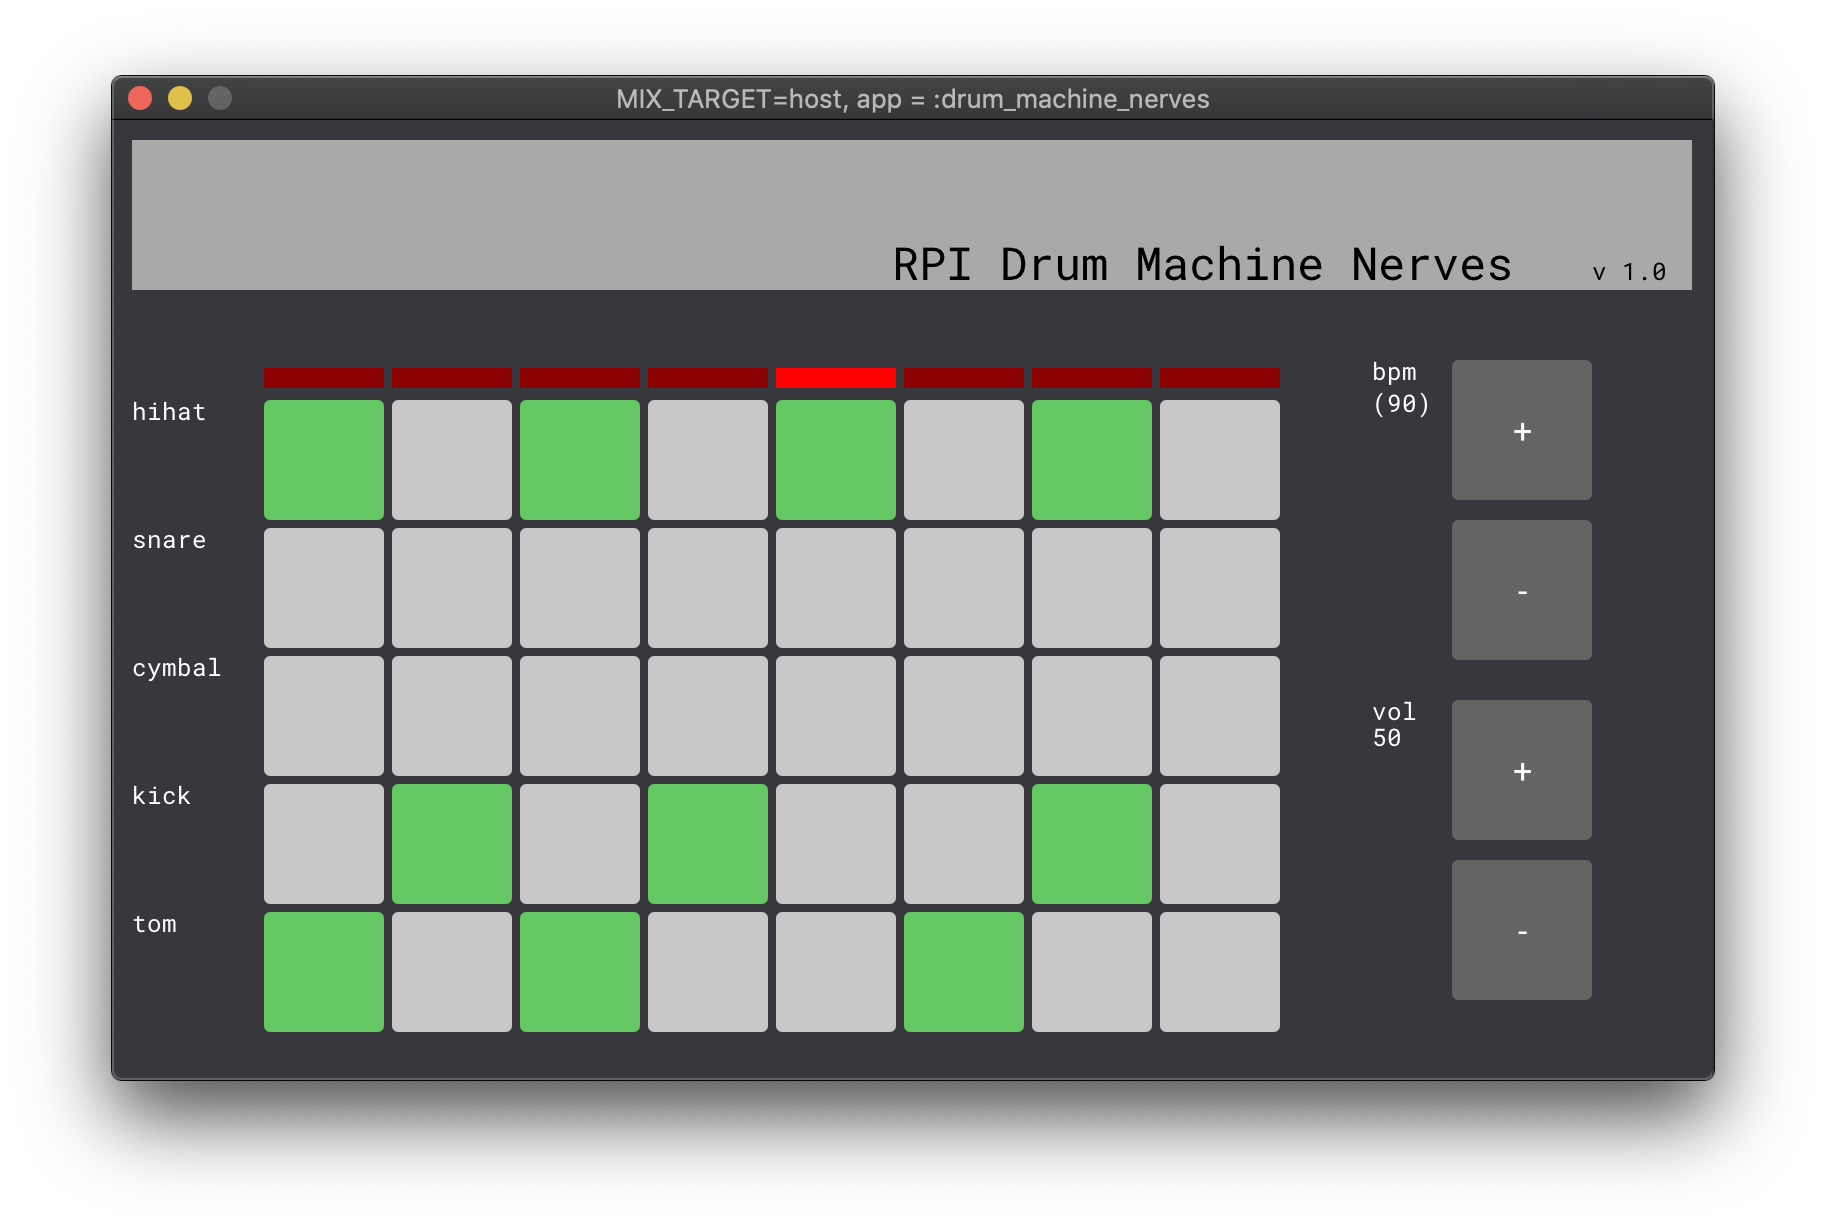 MIX_TARGET=host, app = :drum_machine_nerves
RPI Drum Machine Nerves v 1.0
hihat
snare
cymbal
kick
tom
bpm
(90)
+
-
vol
50
+
-